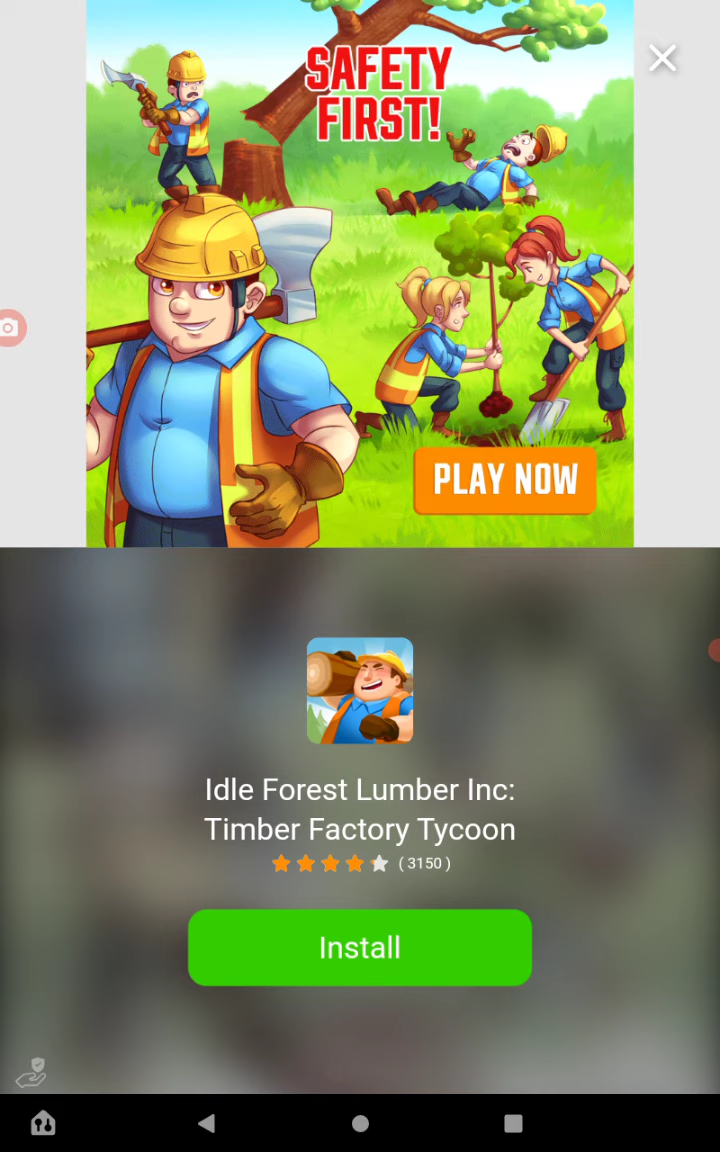 SAFETY
FIRST!
PLAY NOW
Idle Forest Lumber Inc:
Timber Factory Tycoon
(3150)
Install